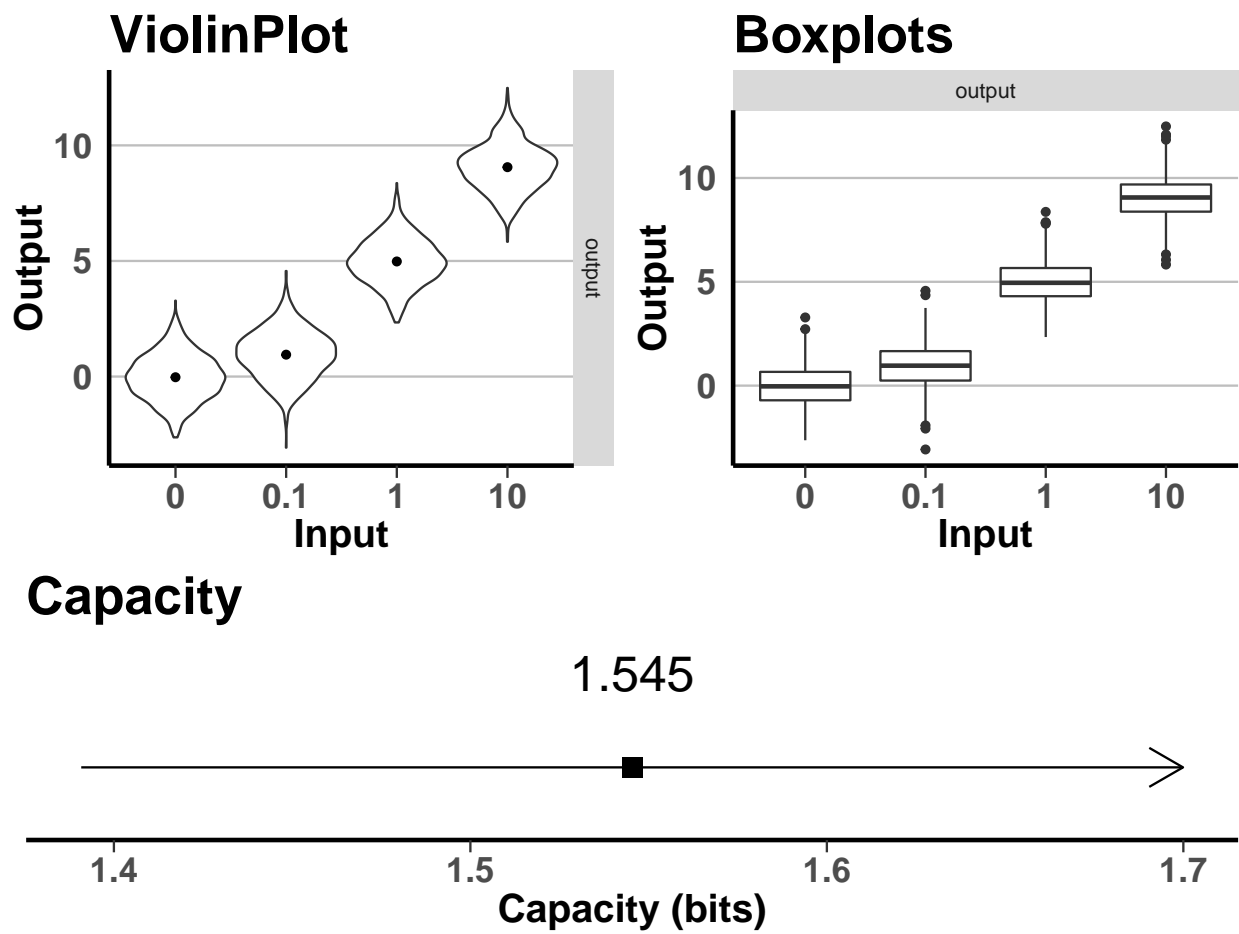 ViolinPlot
Output
10
5
0
output
0 0.1 1 10
Input
Boxplots
output
Output
10
5
0
0 0.1 1 10
Input
Capacity
1.545
1.4 1.5 1.6 1.7
Capacity (bits)